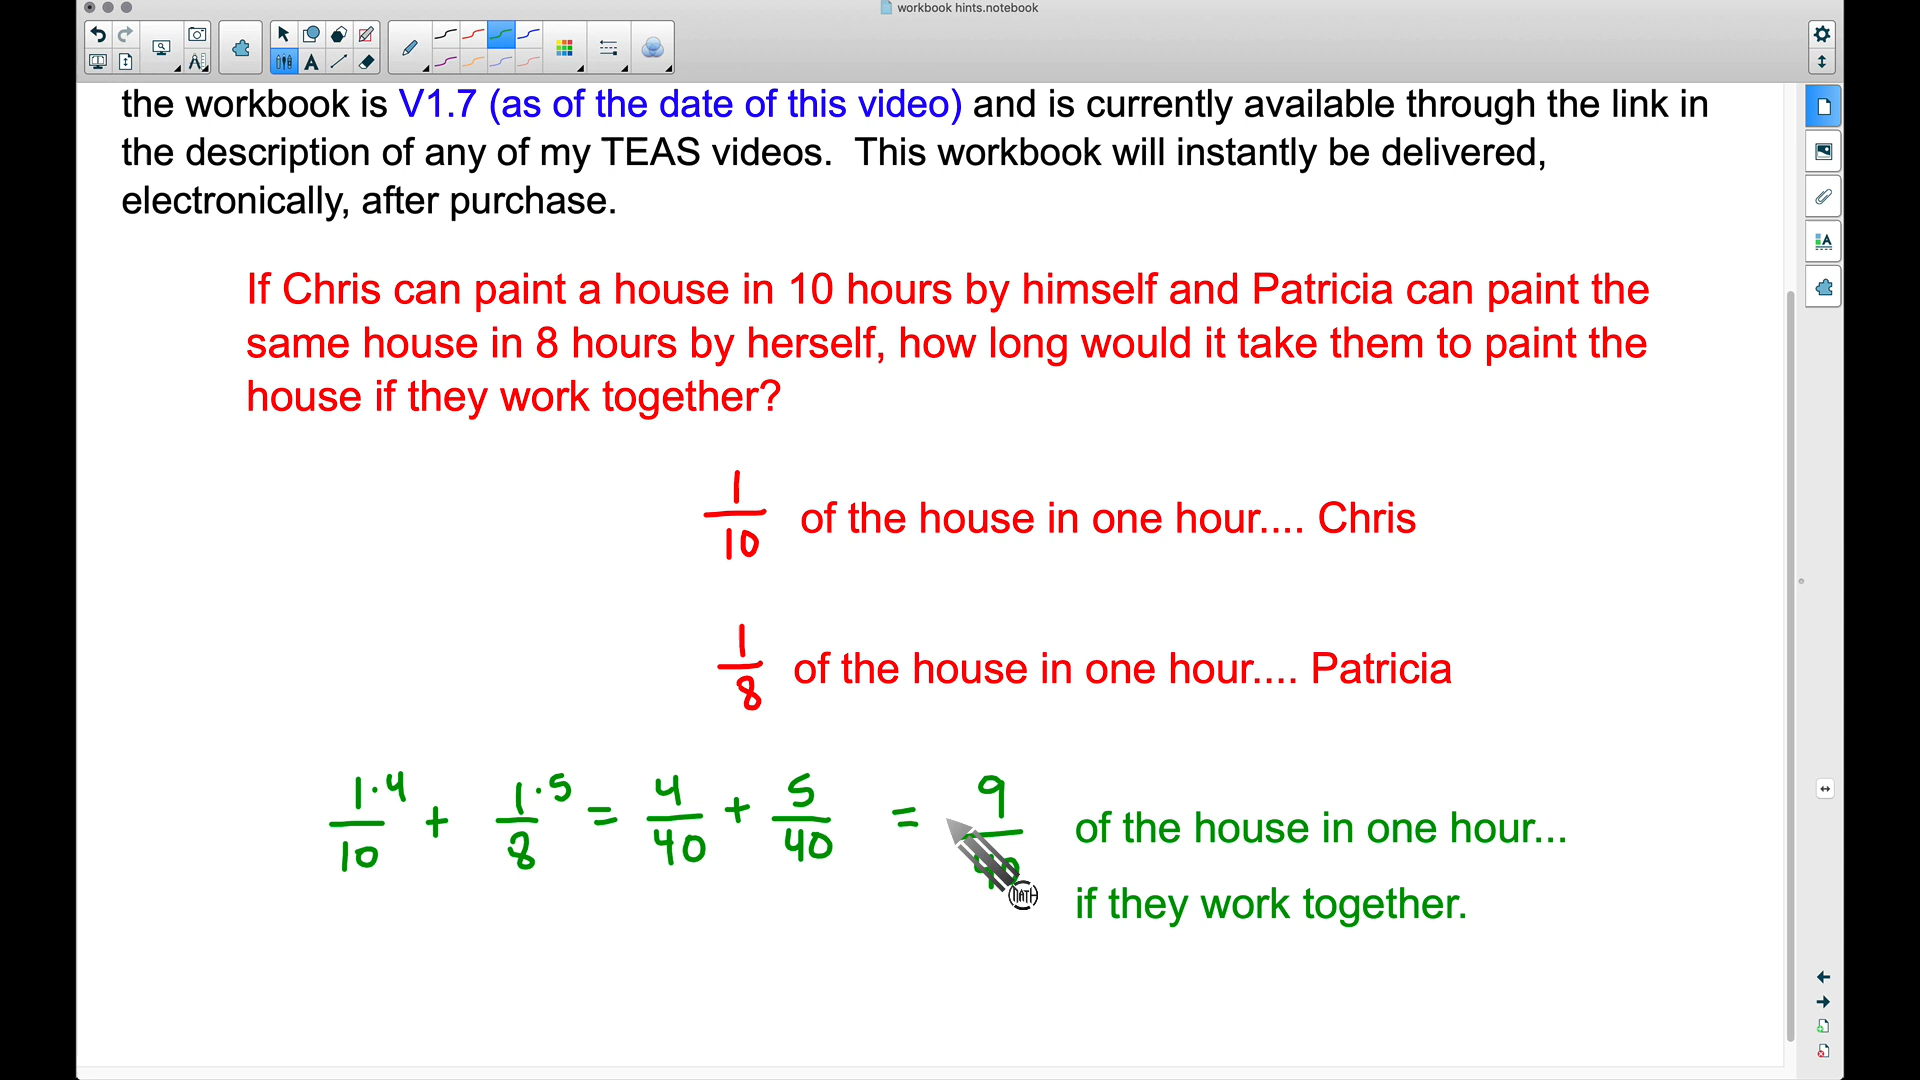 workbook hints.notebook
the workbook is V1.7 (as of the date of this video) and is currently available through the link in
the description of any of my TEAS videos. This workbook will instantly be delivered,
electronically, after purchase.
If Chris can paint a house in 10 hours by himself and Patricia can paint the
same house in 8 hours by herself, how long would it take them to paint the
house if they work together?
1/10 of the house in one hour.... Chris
1/8 of the house in one hour.... Patricia
1·4/10 + 1·5/8 = 4/40 + 5/40 = 9/40 of the house in one hour...
MATH
if they work together.